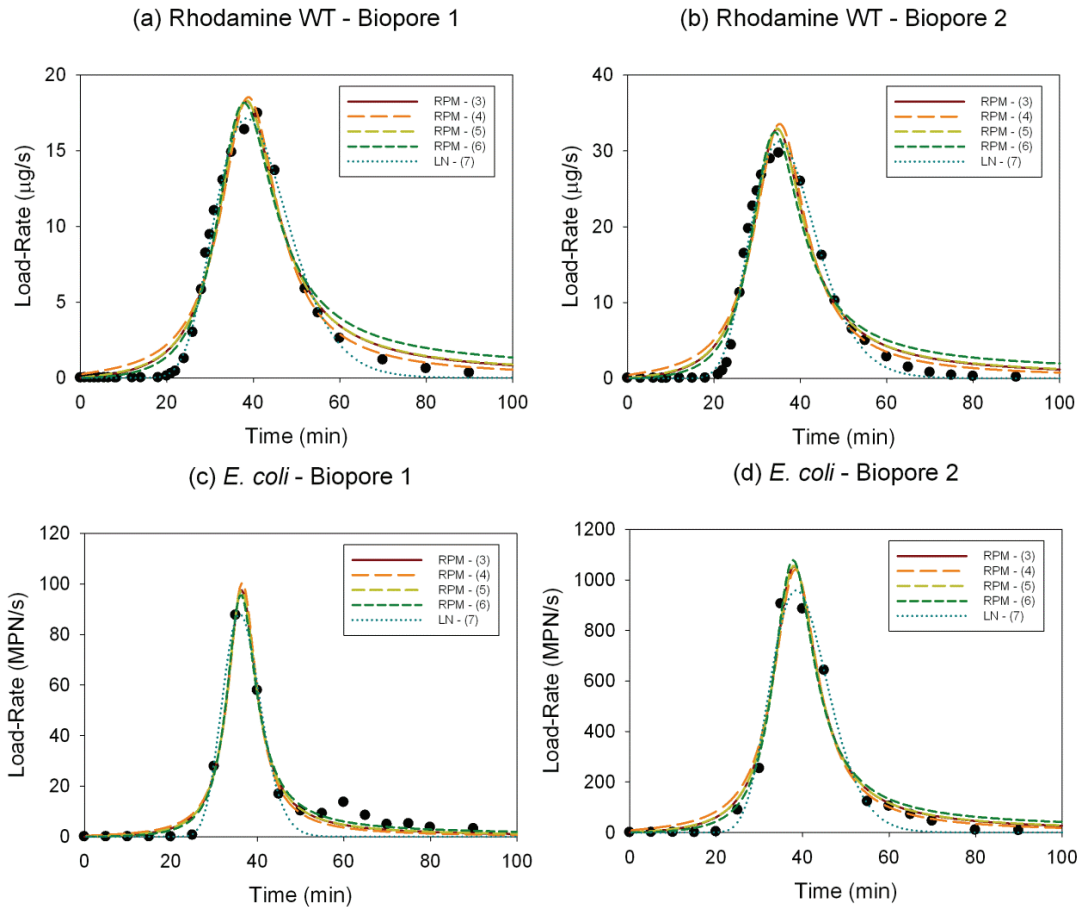 (a) Rhodamine WT - Biopore 1
20
15
10
5
0
Load-Rate (μg/s)
RPM - (3)
RPM - (4)
RPM - (5)
RPM - (6)
LN - (7)
0 20 40 60 80 100
Time (min)
(b) Rhodamine WT - Biopore 2
40
30
20
10
0
Load-Rate (μg/s)
RPM - (3)
RPM - (4)
RPM - (5)
RPM - (6)
LN - (7)
0 20 40 60 80 100
Time (min)
(c) E. coli - Biopore 1
120
100
80
60
40
20
0
Load-Rate (MPN/s)
RPM - (3)
RPM - (4)
RPM - (5)
RPM - (6)
LN - (7)
0 20 40 60 80 100
Time (min)
(d) E. coli - Biopore 2
1200
1000
800
600
400
200
0
Load-Rate (MPN/s)
RPM - (3)
RPM - (4)
RPM - (5)
RPM - (6)
LN - (7)
0 20 40 60 80 100
Time (min)